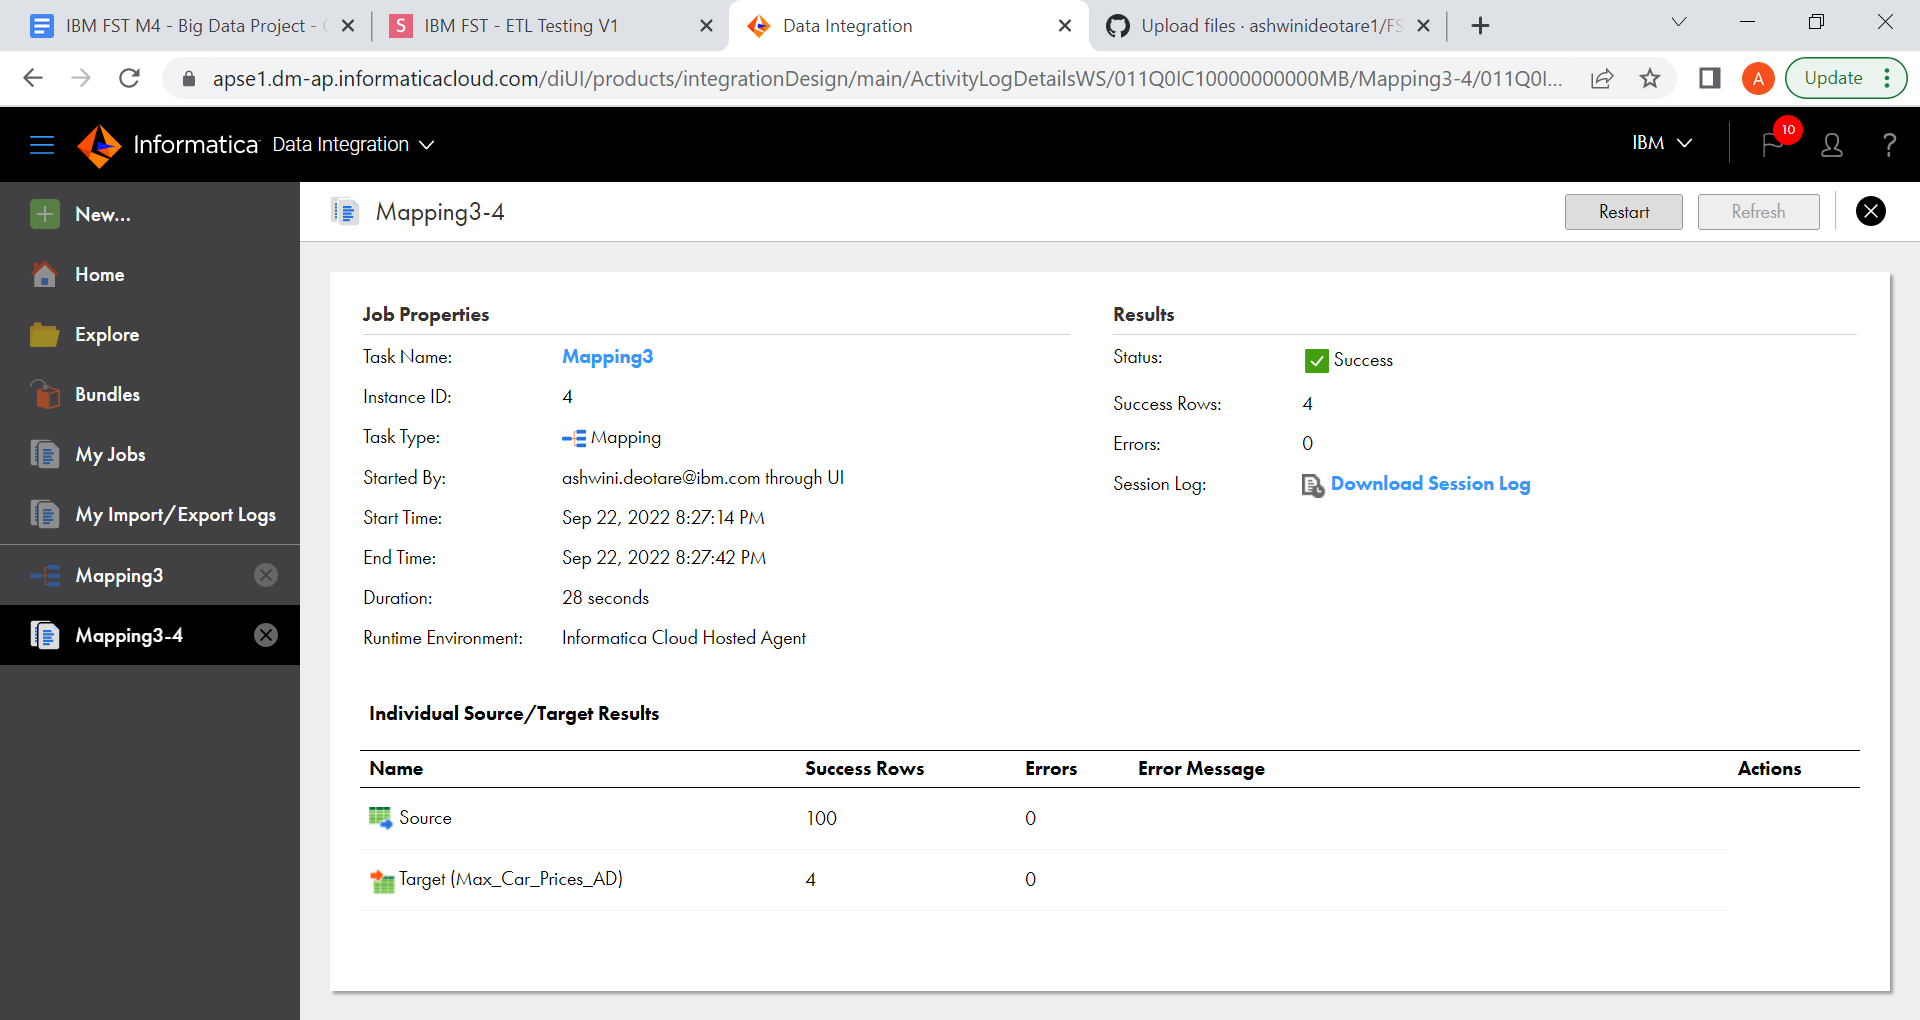 IBM FST M4 - Big Data Project -
IBM FST - ETL Testing V1
Data Integration
Upload files · ashwinideotare1/FS
apse1.dm-ap.informaticacloud.com/diUI/products/integrationDesign/main/ActivityLogDetailsWS/011Q0IC10000000000MB/Mapping3-4/011Q0I...
A
Update
Informatica Data Integration
IBM
10
?
New...
Home
Explore
Bundles
My Jobs
My Import/Export Logs
Mapping3
Mapping3-4
Mapping3-4
Restart
Refresh
Job Properties
Task Name: Mapping3
Instance ID: 4
Task Type: Mapping
Started By: ashwini.deotare@ibm.com through UI
Start Time: Sep 22, 2022 8:27:14 PM
End Time: Sep 22, 2022 8:27:42 PM
Duration: 28 seconds
Runtime Environment: Informatica Cloud Hosted Agent
Results
Status: Success
Success Rows: 4
Errors: 0
Session Log: Download Session Log
Individual Source/Target Results
Name Success Rows Errors Error Message Actions
Source 100 0
Target (Max_Car_Prices_AD) 4 0